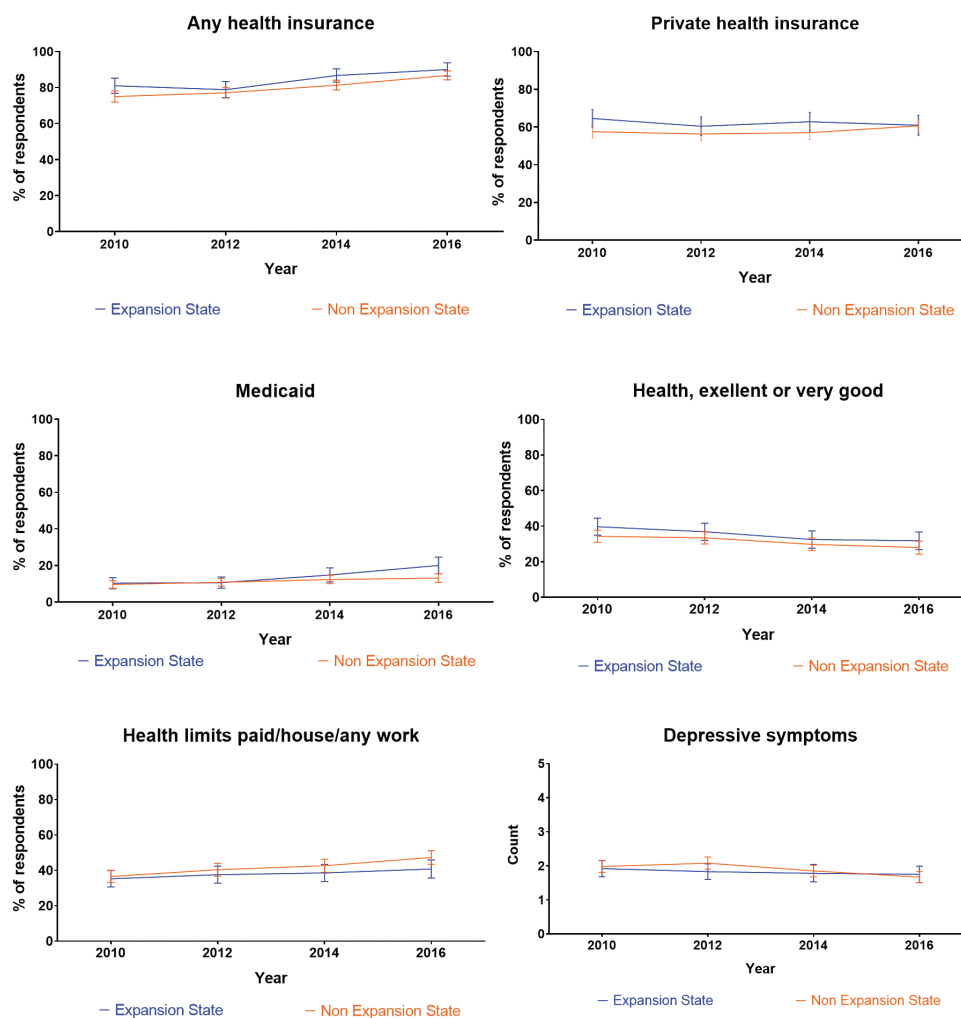 Any health insurance
% of respondents
100
80
60
40
20
0
2010 2012 2014 2016
Year
Expansion State Non Expansion State
Private health insurance
% of respondents
100
80
60
40
20
0
2010 2012 2014 2016
Year
Expansion State Non Expansion State
Medicaid
% of respondents
100
80
60
40
20
0
2010 2012 2014 2016
Year
Expansion State Non Expansion State
Health, exellent or very good
% of respondents
100
80
60
40
20
0
2010 2012 2014 2016
Year
Expansion State Non Expansion State
Health limits paid/house/any work
% of respondents
100
80
60
40
20
0
2010 2012 2014 2016
Year
Expansion State Non Expansion State
Depressive symptoms
Count
5
4
3
2
1
0
2010 2012 2014 2016
Year
Expansion State Non Expansion State